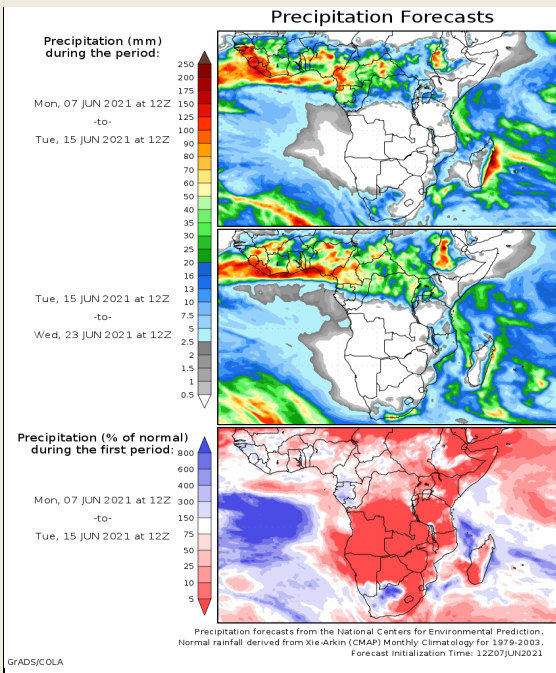 Precipitation Forecasts
Precipitation (mm)
during the period:
250
200
175
150
125
100
90
80
70
60
50
40
35
30
25
20
16
13
10
7.5
5
2.5
2
1.5
1
0.5
Mon, 07 JUN 2021 at 12Z
-to-
Tue, 15 JUN 2021 at 12Z
Tue, 15 JUN 2021 at 12Z
-to-
Wed, 23 JUN 2021 at 12Z
Precipitation (% of normal)
during the first period:
800
600
400
300
150
75
50
25
10
5
Mon, 07 JUN 2021 at 12Z
-to-
Tue, 15 JUN 2021 at 12Z
Precipitation forecasts from the National Centers for Environmental Prediction.
Normal rainfall derived from Xie-Arkin (CMAP) Monthly Climatology for 1979-2003.
Forecast Initialization Time: 12Z07JUN2021
GrADS/COLA